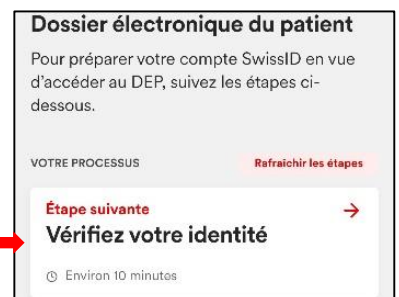 Dossier électronique du patient
Pour préparer votre compte SwissID en vue
d'accéder au DEP, suivez les étapes ci-
dessous.
VOTRE PROCESSUS Rafraîchir les étapes
Étape suivante
Vérifiez votre identité
Environ 10 minutes